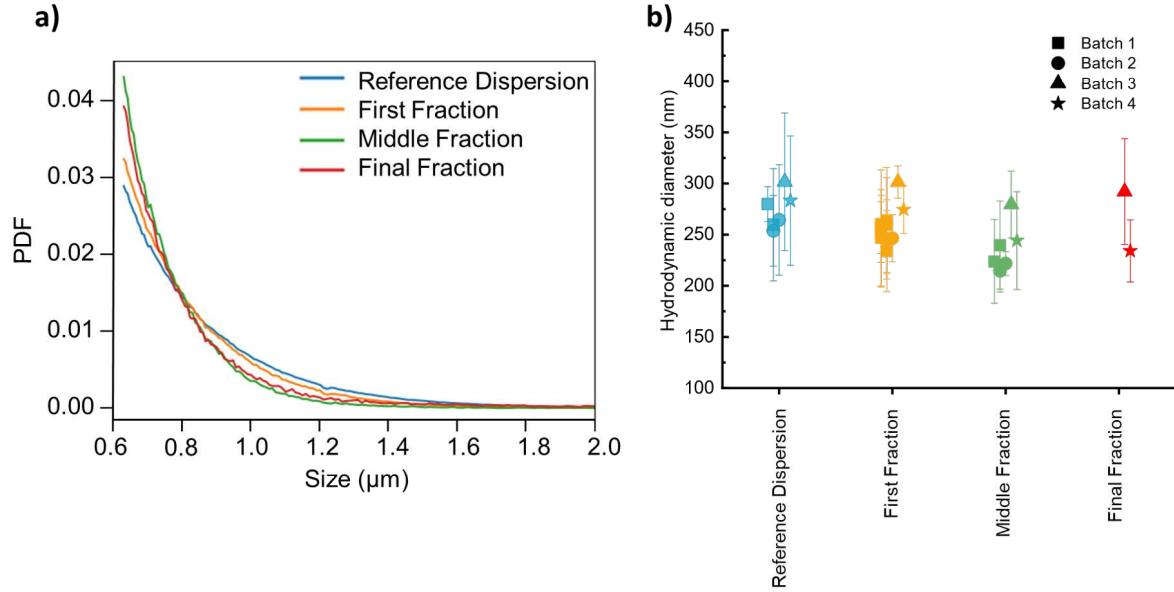 a)
Reference Dispersion
First Fraction
Middle Fraction
Final Fraction
PDF
0.04
0.03
0.02
0.01
0.00
0.6 0.8 1.0 1.2 1.4 1.6 1.8 2.0
Size (µm)
b)
Batch 1
Batch 2
Batch 3
Batch 4
Hydrodynamic diameter (nm)
450
400
350
300
250
200
150
100
Reference Dispersion
First Fraction
Middle Fraction
Final Fraction